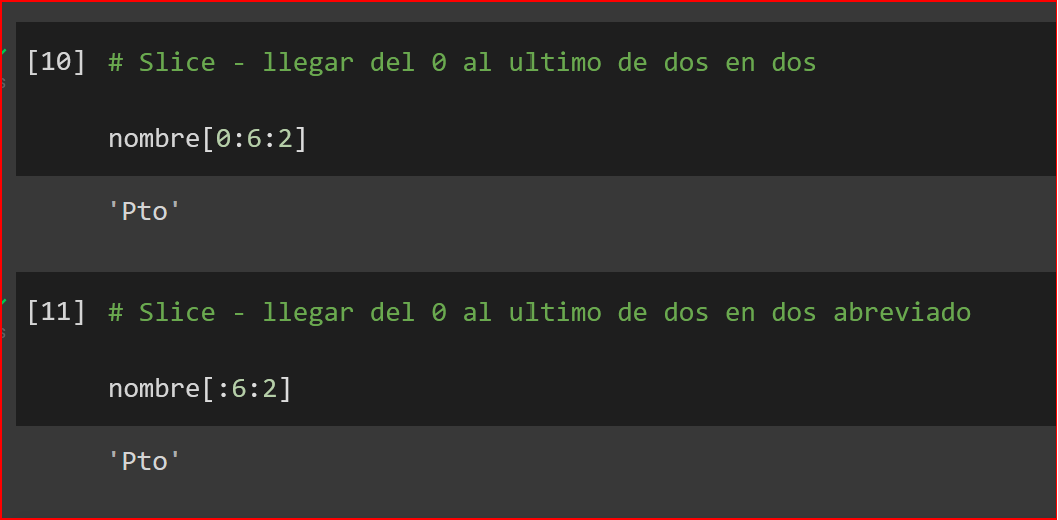 [10] # Slice - llegar del 0 al ultimo de dos en dos
nombre[0:6:2]
'Pto'
[11] # Slice - llegar del 0 al ultimo de dos en dos abreviado
nombre[:6:2]
'Pto'